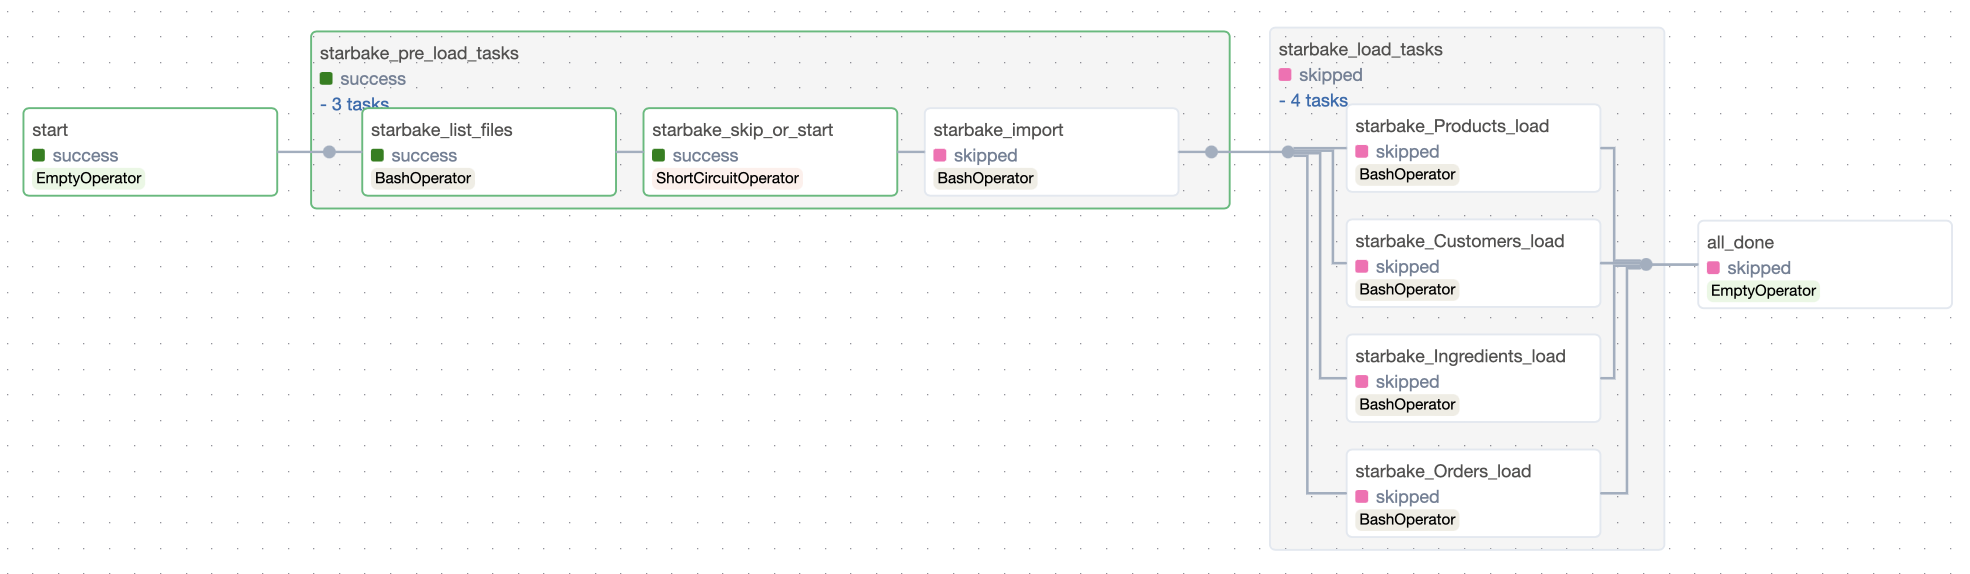 start
success
EmptyOperator
starbake_pre_load_tasks
success
- 3 tasks
starbake_list_files
success
BashOperator
starbake_skip_or_start
success
ShortCircuitOperator
starbake_import
skipped
BashOperator
starbake_load_tasks
skipped
- 4 tasks
starbake_Products_load
skipped
BashOperator
starbake_Customers_load
skipped
BashOperator
starbake_Ingredients_load
skipped
BashOperator
starbake_Orders_load
skipped
BashOperator
all_done
skipped
EmptyOperator